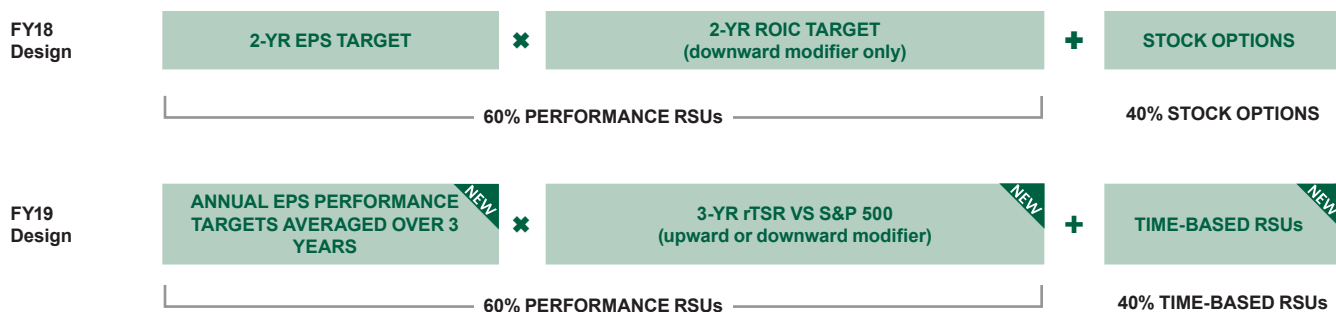 FY18
Design
2-YR EPS TARGET
✖
2-YR ROIC TARGET
(downward modifier only)
+
STOCK OPTIONS
60% PERFORMANCE RSUs
40% STOCK OPTIONS
FY19
Design
ANNUAL EPS PERFORMANCE
TARGETS AVERAGED OVER 3
YEARS
NEW
✖
3-YR rTSR VS S&P 500
(upward or downward modifier)
NEW
+
TIME-BASED RSUs
NEW
60% PERFORMANCE RSUs
40% TIME-BASED RSUs